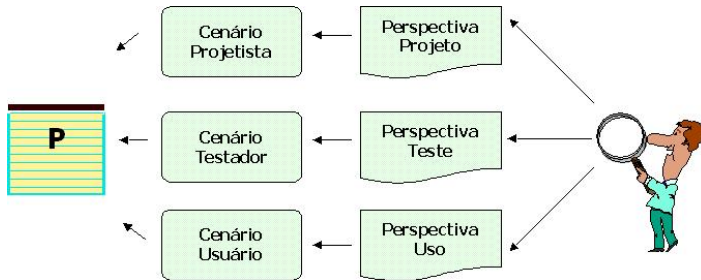 Cenário
Projetista
Perspectiva
Projeto
P
Cenário
Testador
Perspectiva
Teste
Cenário
Usuário
Perspectiva
Uso